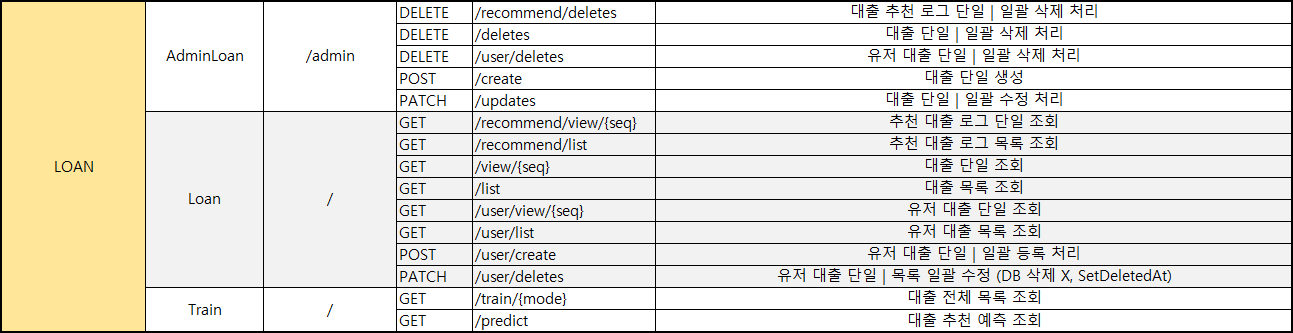 LOAN
AdminLoan /admin
DELETE /recommend/deletes 대출 추천 로그 단일 | 일괄 삭제 처리
DELETE /deletes 대출 단일 | 일괄 삭제 처리
DELETE /user/deletes 유저 대출 단일 | 일괄 삭제 처리
POST /create 대출 단일 생성
PATCH /updates 대출 단일 | 일괄 수정 처리
Loan /
GET /recommend/view/{seq} 추천 대출 로그 단일 조회
GET /recommend/list 추천 대출 로그 목록 조회
GET /view/{seq} 대출 단일 조회
GET /list 대출 목록 조회
GET /user/view/{seq} 유저 대출 단일 조회
GET /user/list 유저 대출 목록 조회
POST /user/create 유저 대출 단일 | 일괄 등록 처리
PATCH /user/deletes 유저 대출 단일 | 목록 일괄 수정 (DB 삭제 X, SetDeletedAt)
Train /
GET /train/{mode} 대출 전체 목록 조회
GET /predict 대출 추천 예측 조회